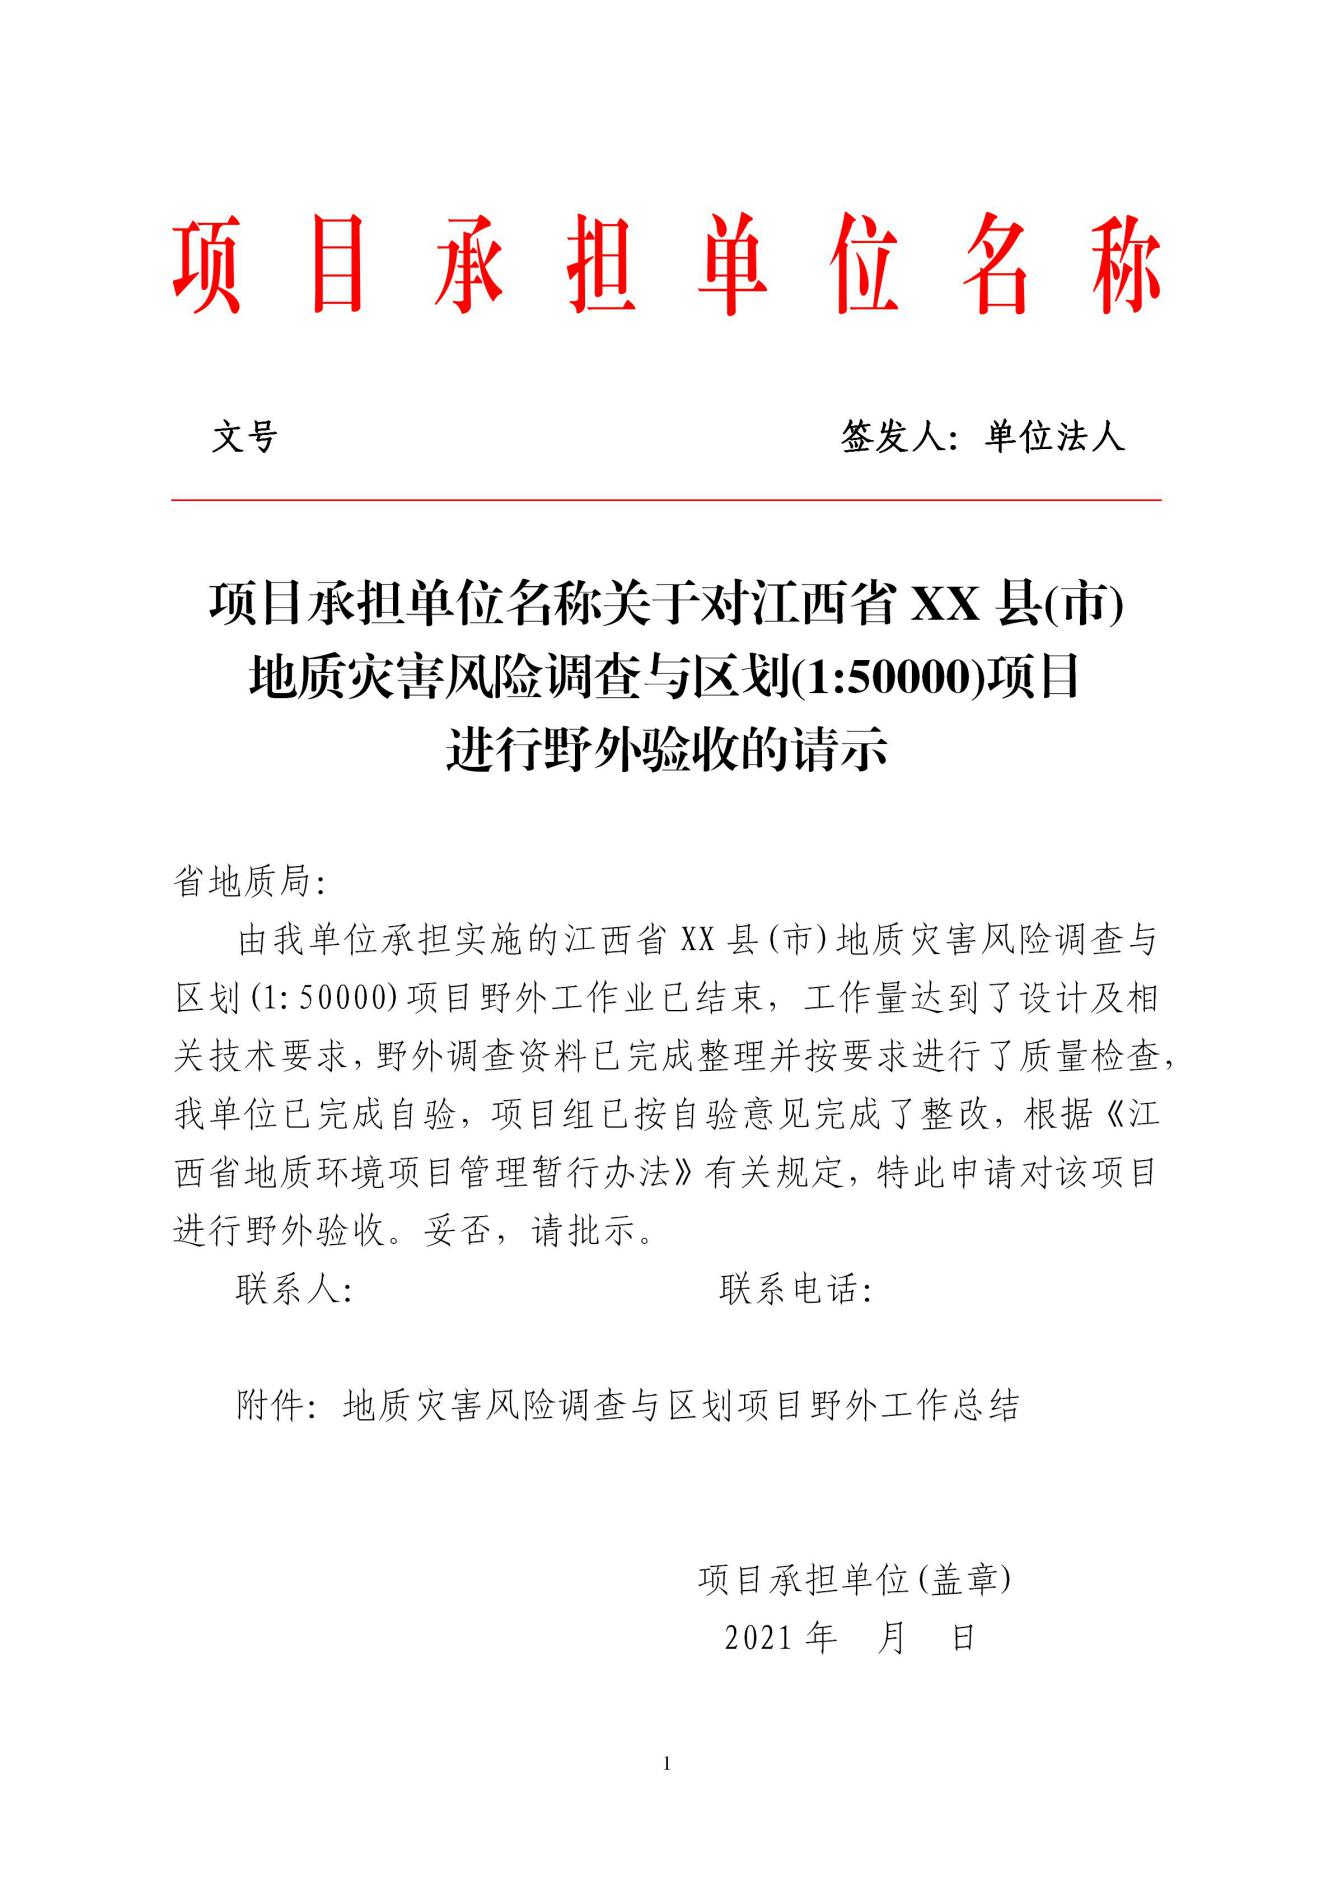 项目承担单位名称
文号 签发人：单位法人
项目承担单位名称关于对江西省 XX 县(市)
地质灾害风险调查与区划(1:50000)项目
进行野外验收的请示
省地质局：
由我单位承担实施的江西省 XX 县(市)地质灾害风险调查与
区划(1:50000)项目野外工作业已结束，工作量达到了设计及相
关技术要求，野外调查资料已完成整理并按要求进行了质量检查，
我单位已完成自验，项目组已按自验意见完成了整改，根据《江
西省地质环境项目管理暂行办法》有关规定，特此申请对该项目
进行野外验收。妥否，请批示。
联系人： 联系电话：
附件：地质灾害风险调查与区划项目野外工作总结
项目承担单位(盖章)
2021 年 月 日
1